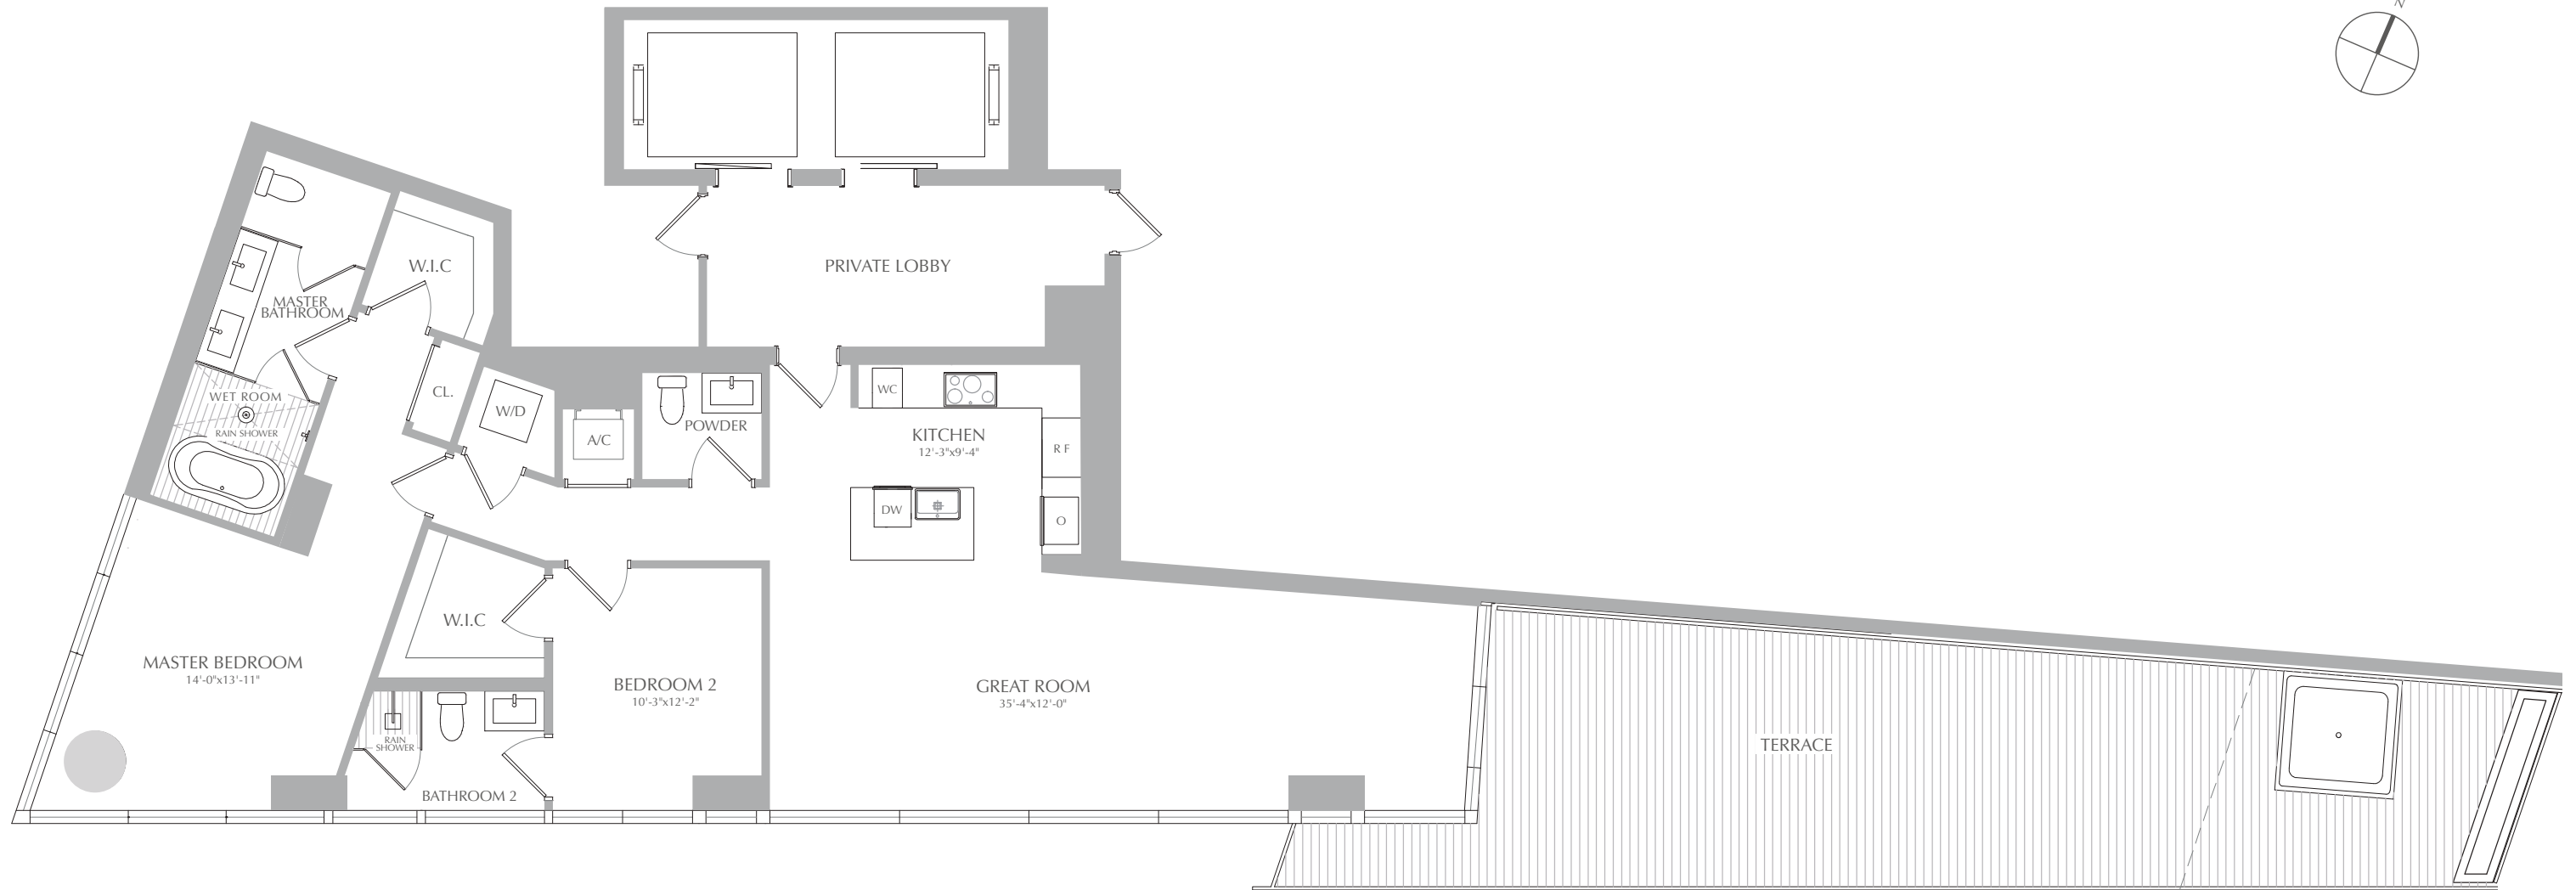 N
W.I.C
PRIVATE LOBBY
MASTER
BATHROOM
CL.
WET ROOM
RAIN SHOWER
W/D
A/C
POWDER
WC
KITCHEN
12'-3"x9'-4"
R F
DW
O
W.I.C
MASTER BEDROOM
14'-0"x13'-11"
BEDROOM 2
10'-3"x12'-2"
GREAT ROOM
35'-4"x12'-0"
RAIN
SHOWER
BATHROOM 2
TERRACE